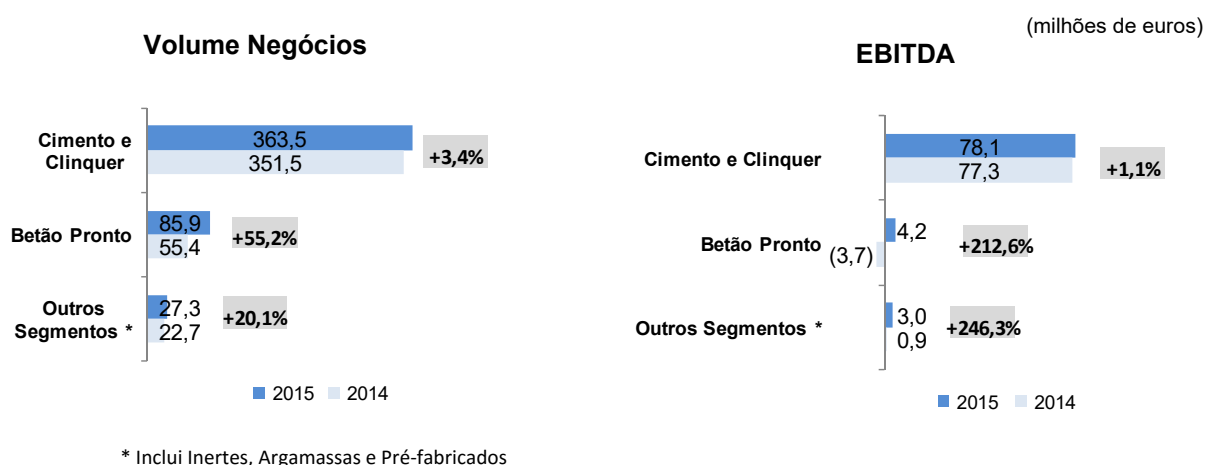 (milhões de euros)
Volume Negócios
Cimento e
Clinquer
363,5
351,5
+3,4%
Betão Pronto
85,9
55,4
+55,2%
Outros
Segmentos *
27,3
22,7
+20,1%
2015
2014
EBITDA
Cimento e Clinquer
78,1
77,3
+1,1%
Betão Pronto
4,2
(3,7)
+212,6%
Outros Segmentos *
3,0
0,9
+246,3%
2015
2014
* Inclui Inertes, Argamassas e Pré-fabricados